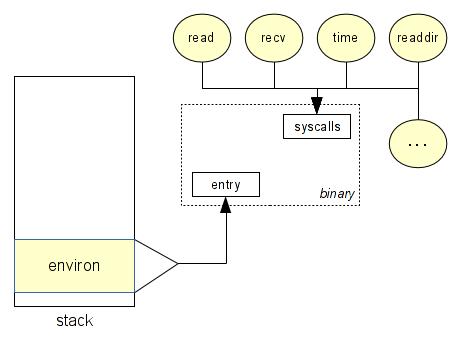 read recv time readdir
syscalls
...
entry
binary
environ
stack